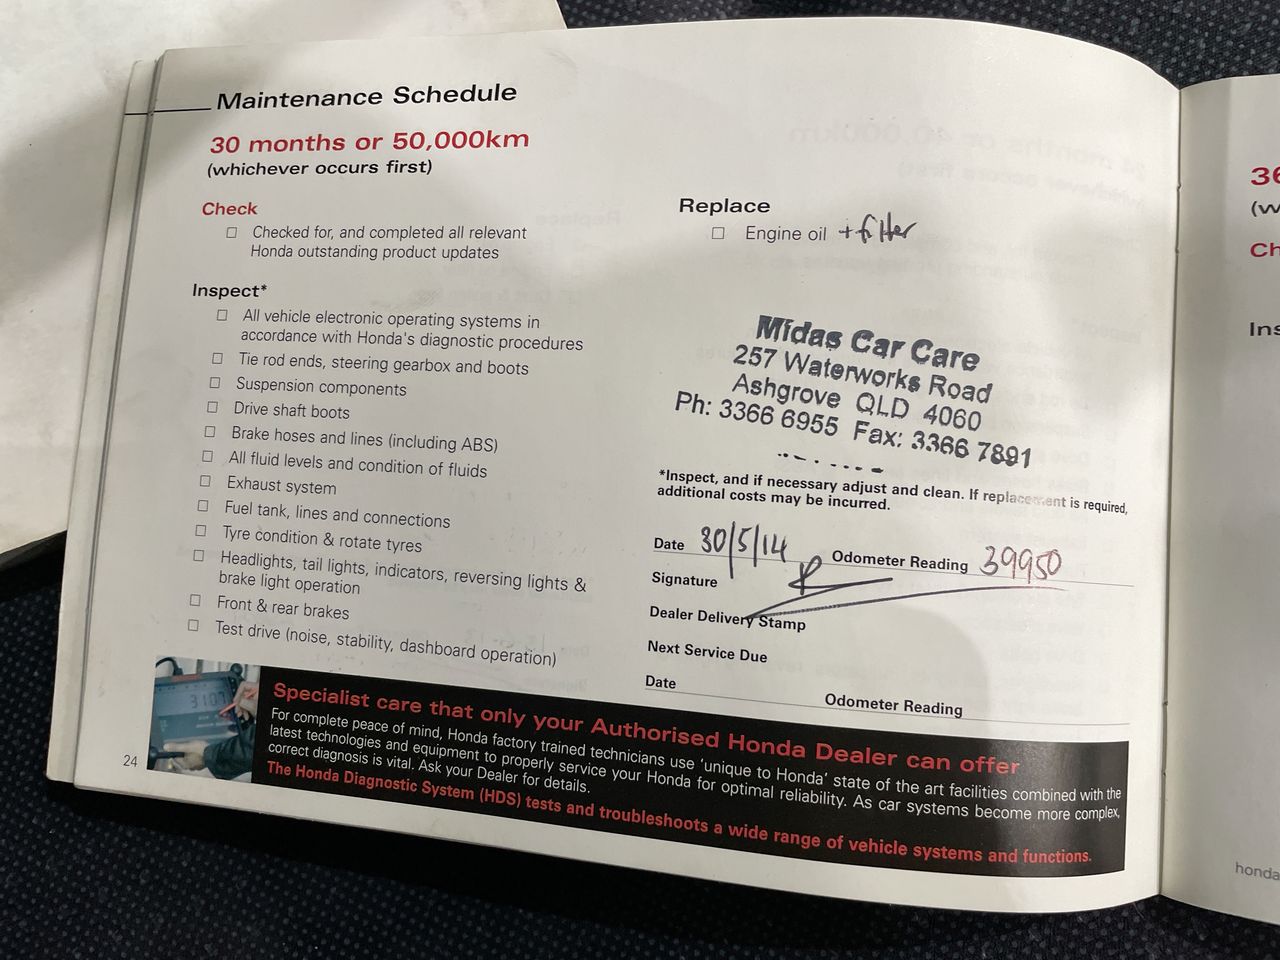 Maintenance Schedule
30 months or 50,000km
(whichever occurs first)
Check
Checked for, and completed all relevant
Honda outstanding product updates
Inspect*
All vehicle electronic operating systems in
accordance with Honda's diagnostic procedures
Tie rod ends, steering gearbox and boots
Suspension components
Drive shaft boots
Brake hoses and lines (including ABS)
All fluid levels and condition of fluids
Exhaust system
Fuel tank, lines and connections
Tyre condition & rotate tyres
Headlights, tail lights, indicators, reversing lights &
brake light operation
Front & rear brakes
Test drive (noise, stability, dashboard operation)
Replace
Engine oil + filter
Midas Car Care
257 Waterworks Road
Ashgrove QLD 4060
Ph: 3366 6955 Fax: 3366 7891
*Inspect, and if necessary adjust and clean. If replacement is required,
additional costs may be incurred.
Date 30/5/14 Odometer Reading 39950
Signature
Dealer Delivery Stamp
Next Service Due
Date Odometer Reading
3107
Specialist care that only your Authorised Honda Dealer can offer
For complete peace of mind, Honda factory trained technicians use 'unique to Honda' state of the art facilities combined with the
latest technologies and equipment to properly service your Honda for optimal reliability. As car systems become more complex,
correct diagnosis is vital. Ask your Dealer for details.
The Honda Diagnostic System (HDS) tests and troubleshoots a wide range of vehicle systems and functions.
24
honda